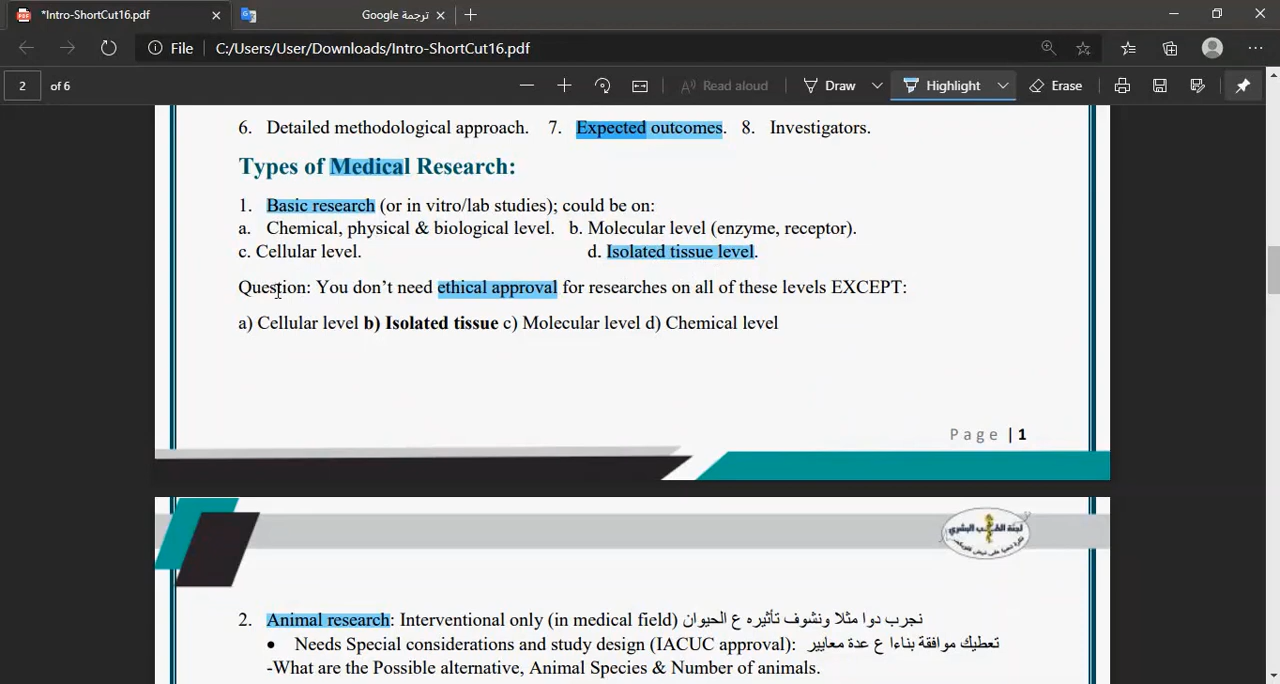 *Intro-ShortCut16.pdf
ترجمة Google
File C:/Users/User/Downloads/Intro-ShortCut16.pdf
2 of 6 Read aloud Draw Highlight Erase
6. Detailed methodological approach. 7. Expected outcomes. 8. Investigators.
Types of Medical Research:
1. Basic research (or in vitro/lab studies); could be on:
a. Chemical, physical & biological level. b. Molecular level (enzyme, receptor).
c. Cellular level. d. Isolated tissue level.
Question: You don't need ethical approval for researches on all of these levels EXCEPT:
a) Cellular level b) Isolated tissue c) Molecular level d) Chemical level
Page | 1
لجنة الطب البشري
2. Animal research: Interventional only (in medical field) نجرب دوا مثلا ونشوف تأثيره ع الحيوان
• Needs Special considerations and study design (IACUC approval): تعطيك موافقة بناءا ع عدة معايير
-What are the Possible alternative, Animal Species & Number of animals.